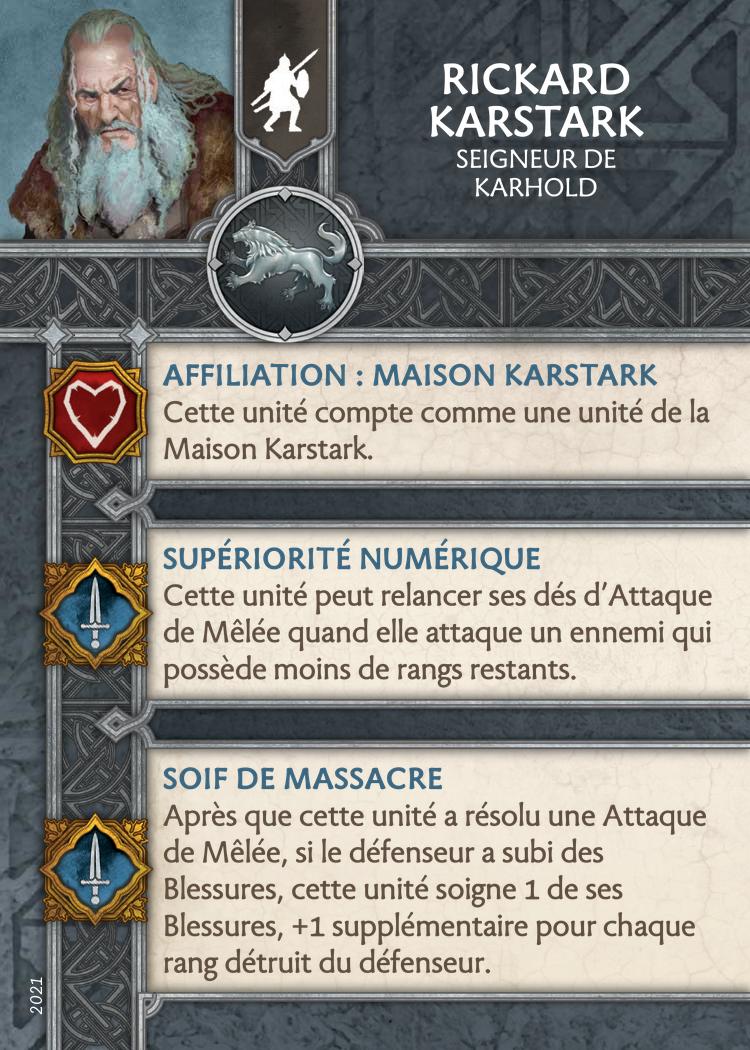 RICKARD
KARSTARK
SEIGNEUR DE
KARHOLD
AFFILIATION : MAISON KARSTARK
Cette unité compte comme une unité de la
Maison Karstark.
SUPÉRIORITÉ NUMÉRIQUE
Cette unité peut relancer ses dés d'Attaque
de Mêlée quand elle attaque un ennemi qui
possède moins de rangs restants.
SOIF DE MASSACRE
Après que cette unité a résolu une Attaque
de Mêlée, si le défenseur a subi des
Blessures, cette unité soigne 1 de ses
Blessures, +1 supplémentaire pour chaque
rang détruit du défenseur.
2021